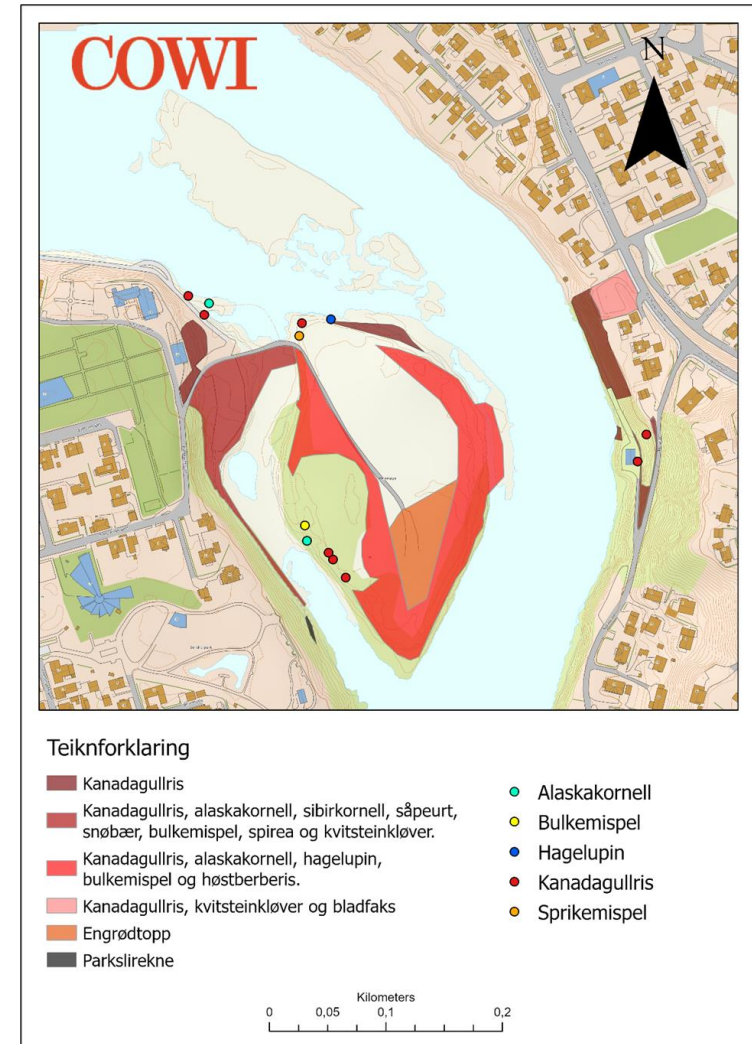 COWI
N
Teiknforklaring
Kanadagullris
Kanadagullris, alaskakornell, sibirkornell, såpeurt,
snøbær, bulkemispel, spirea og kvitsteinkløver.
Kanadagullris, alaskakornell, hagelupin,
bulkemispel og høstberberis.
Kanadagullris, kvitsteinkløver og bladfaks
Engrødtopp
Parkslirekne
Alaskakornell
Bulkemispel
Hagelupin
Kanadagullris
Sprikemispel
Kilometers
0 0,05 0,1 0,2